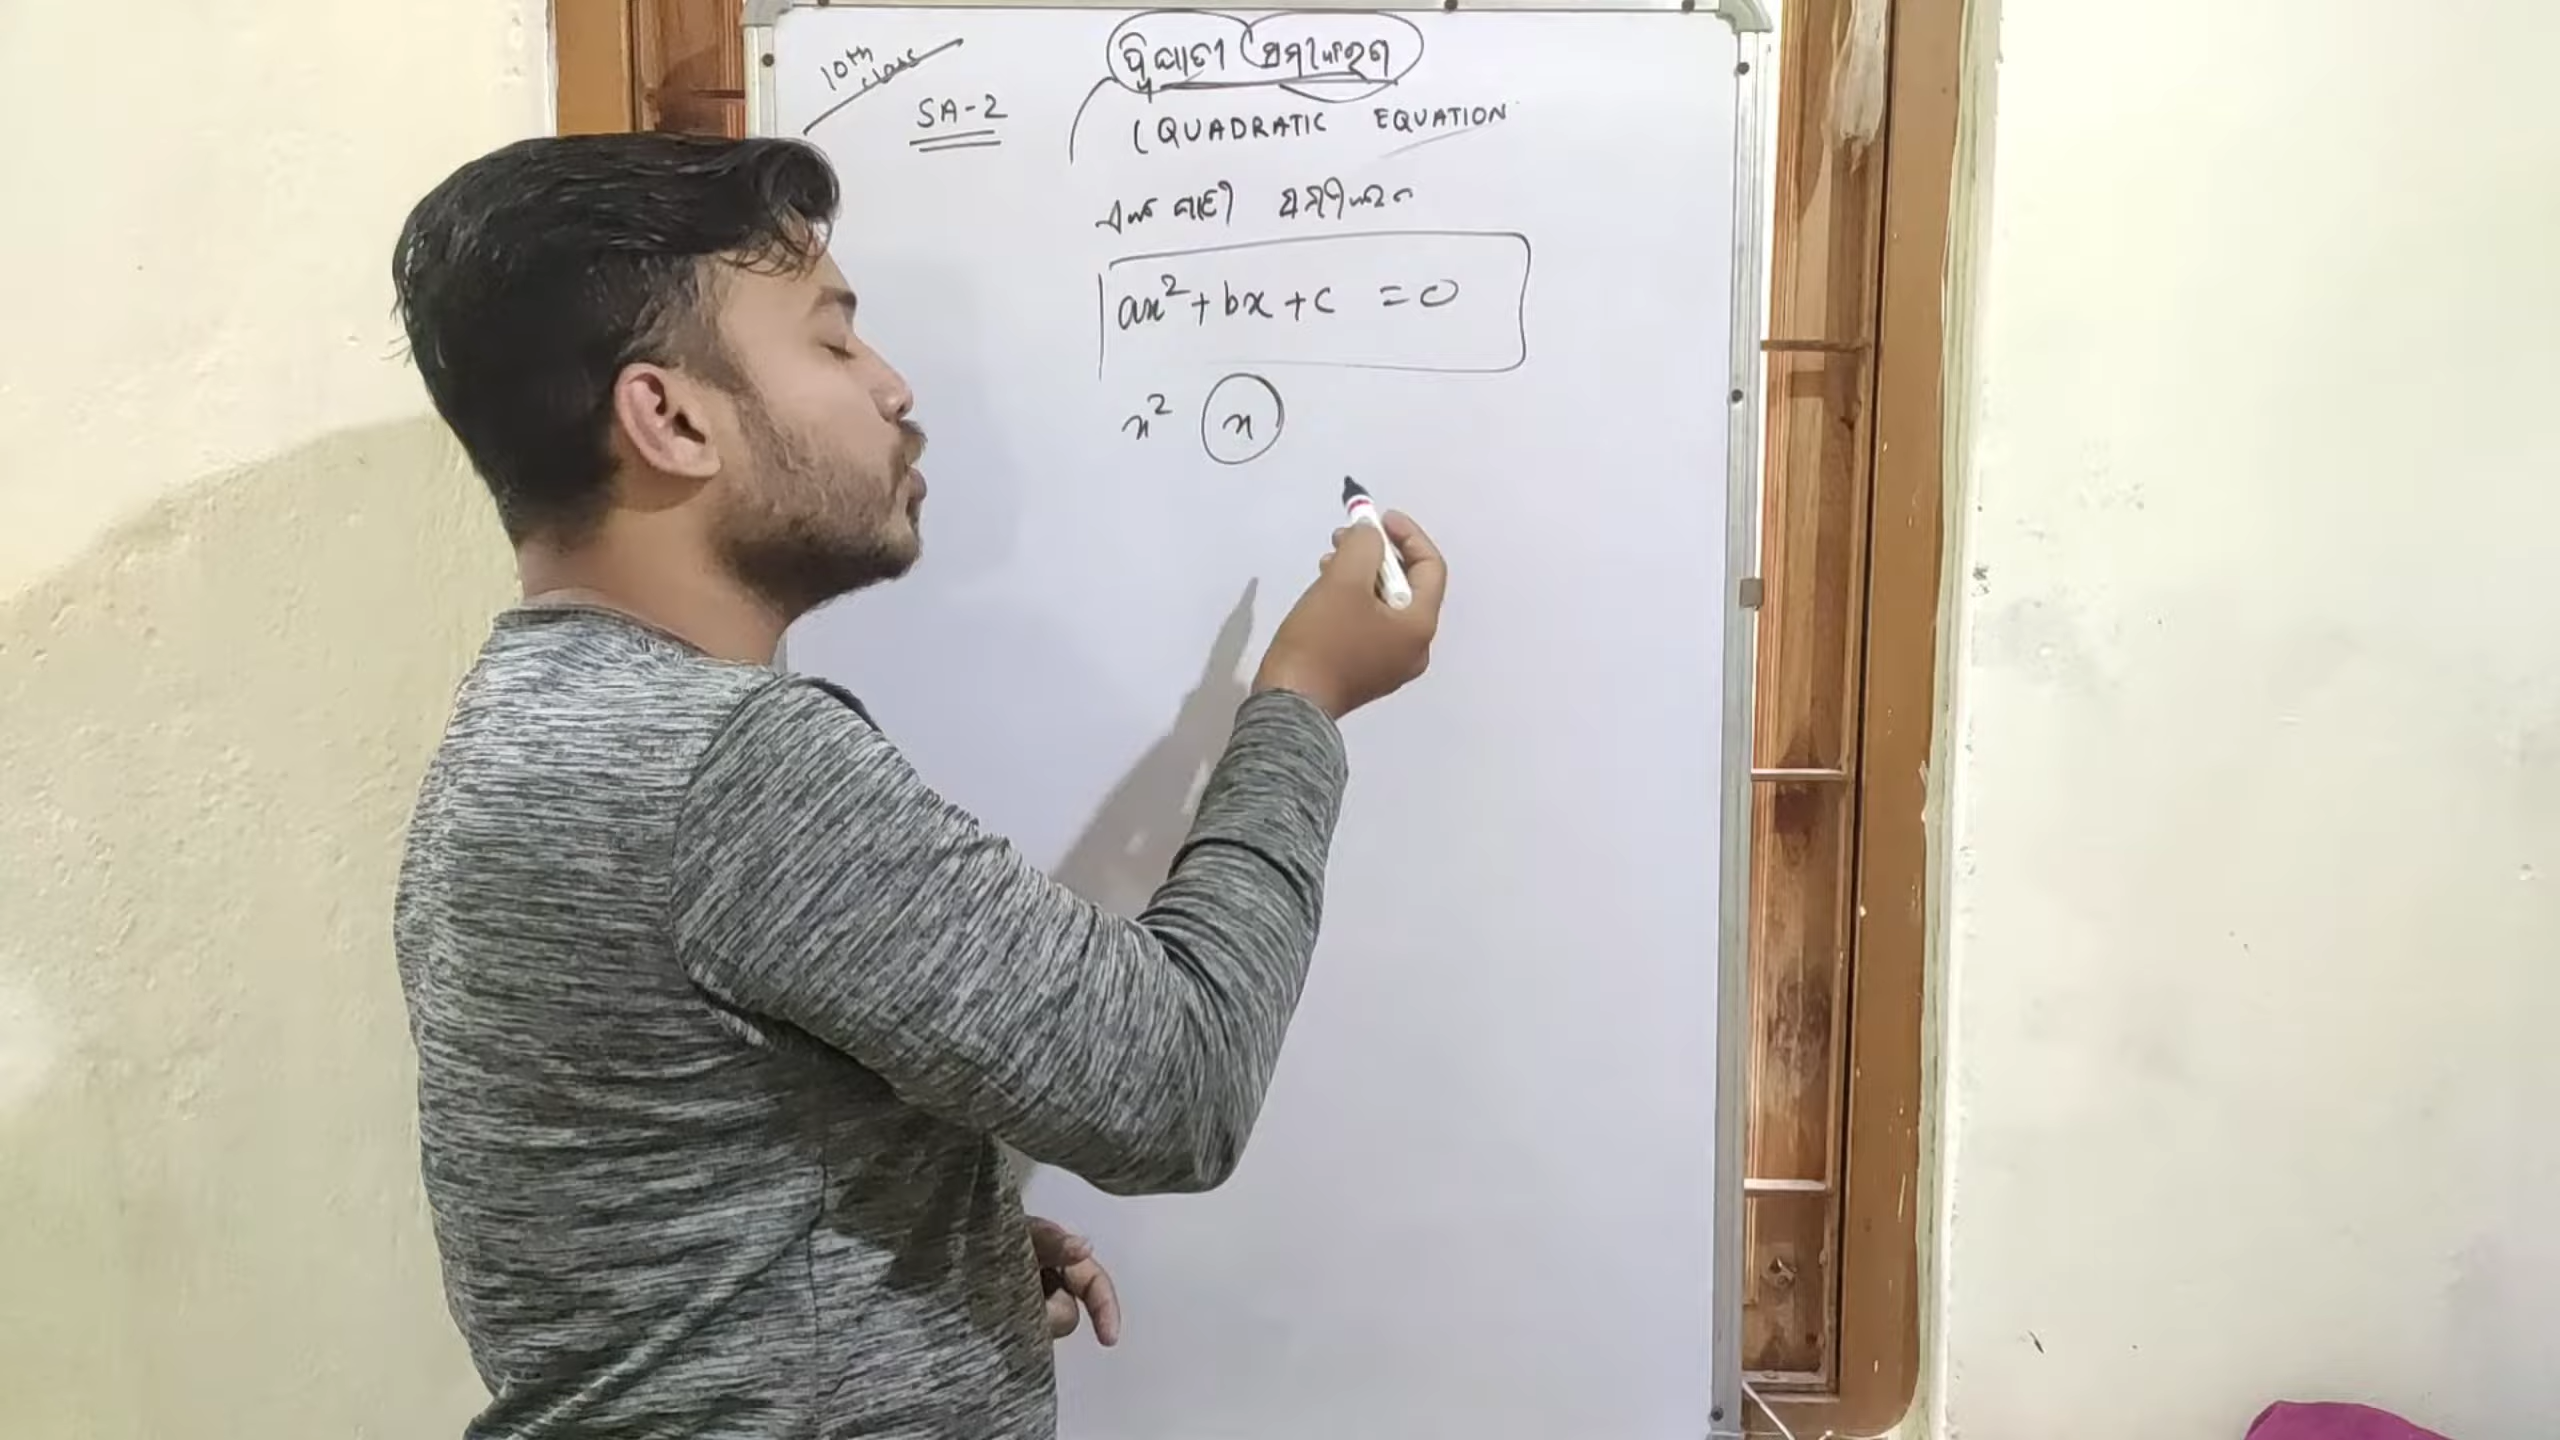 10th class
SA-2
ଦ୍ୱିଘାତୀ ସମୀକରଣ
(QUADRATIC EQUATION
ଏକ ଘାତୀ ସମୀକରଣ
ax² + bx + c = 0
x² x